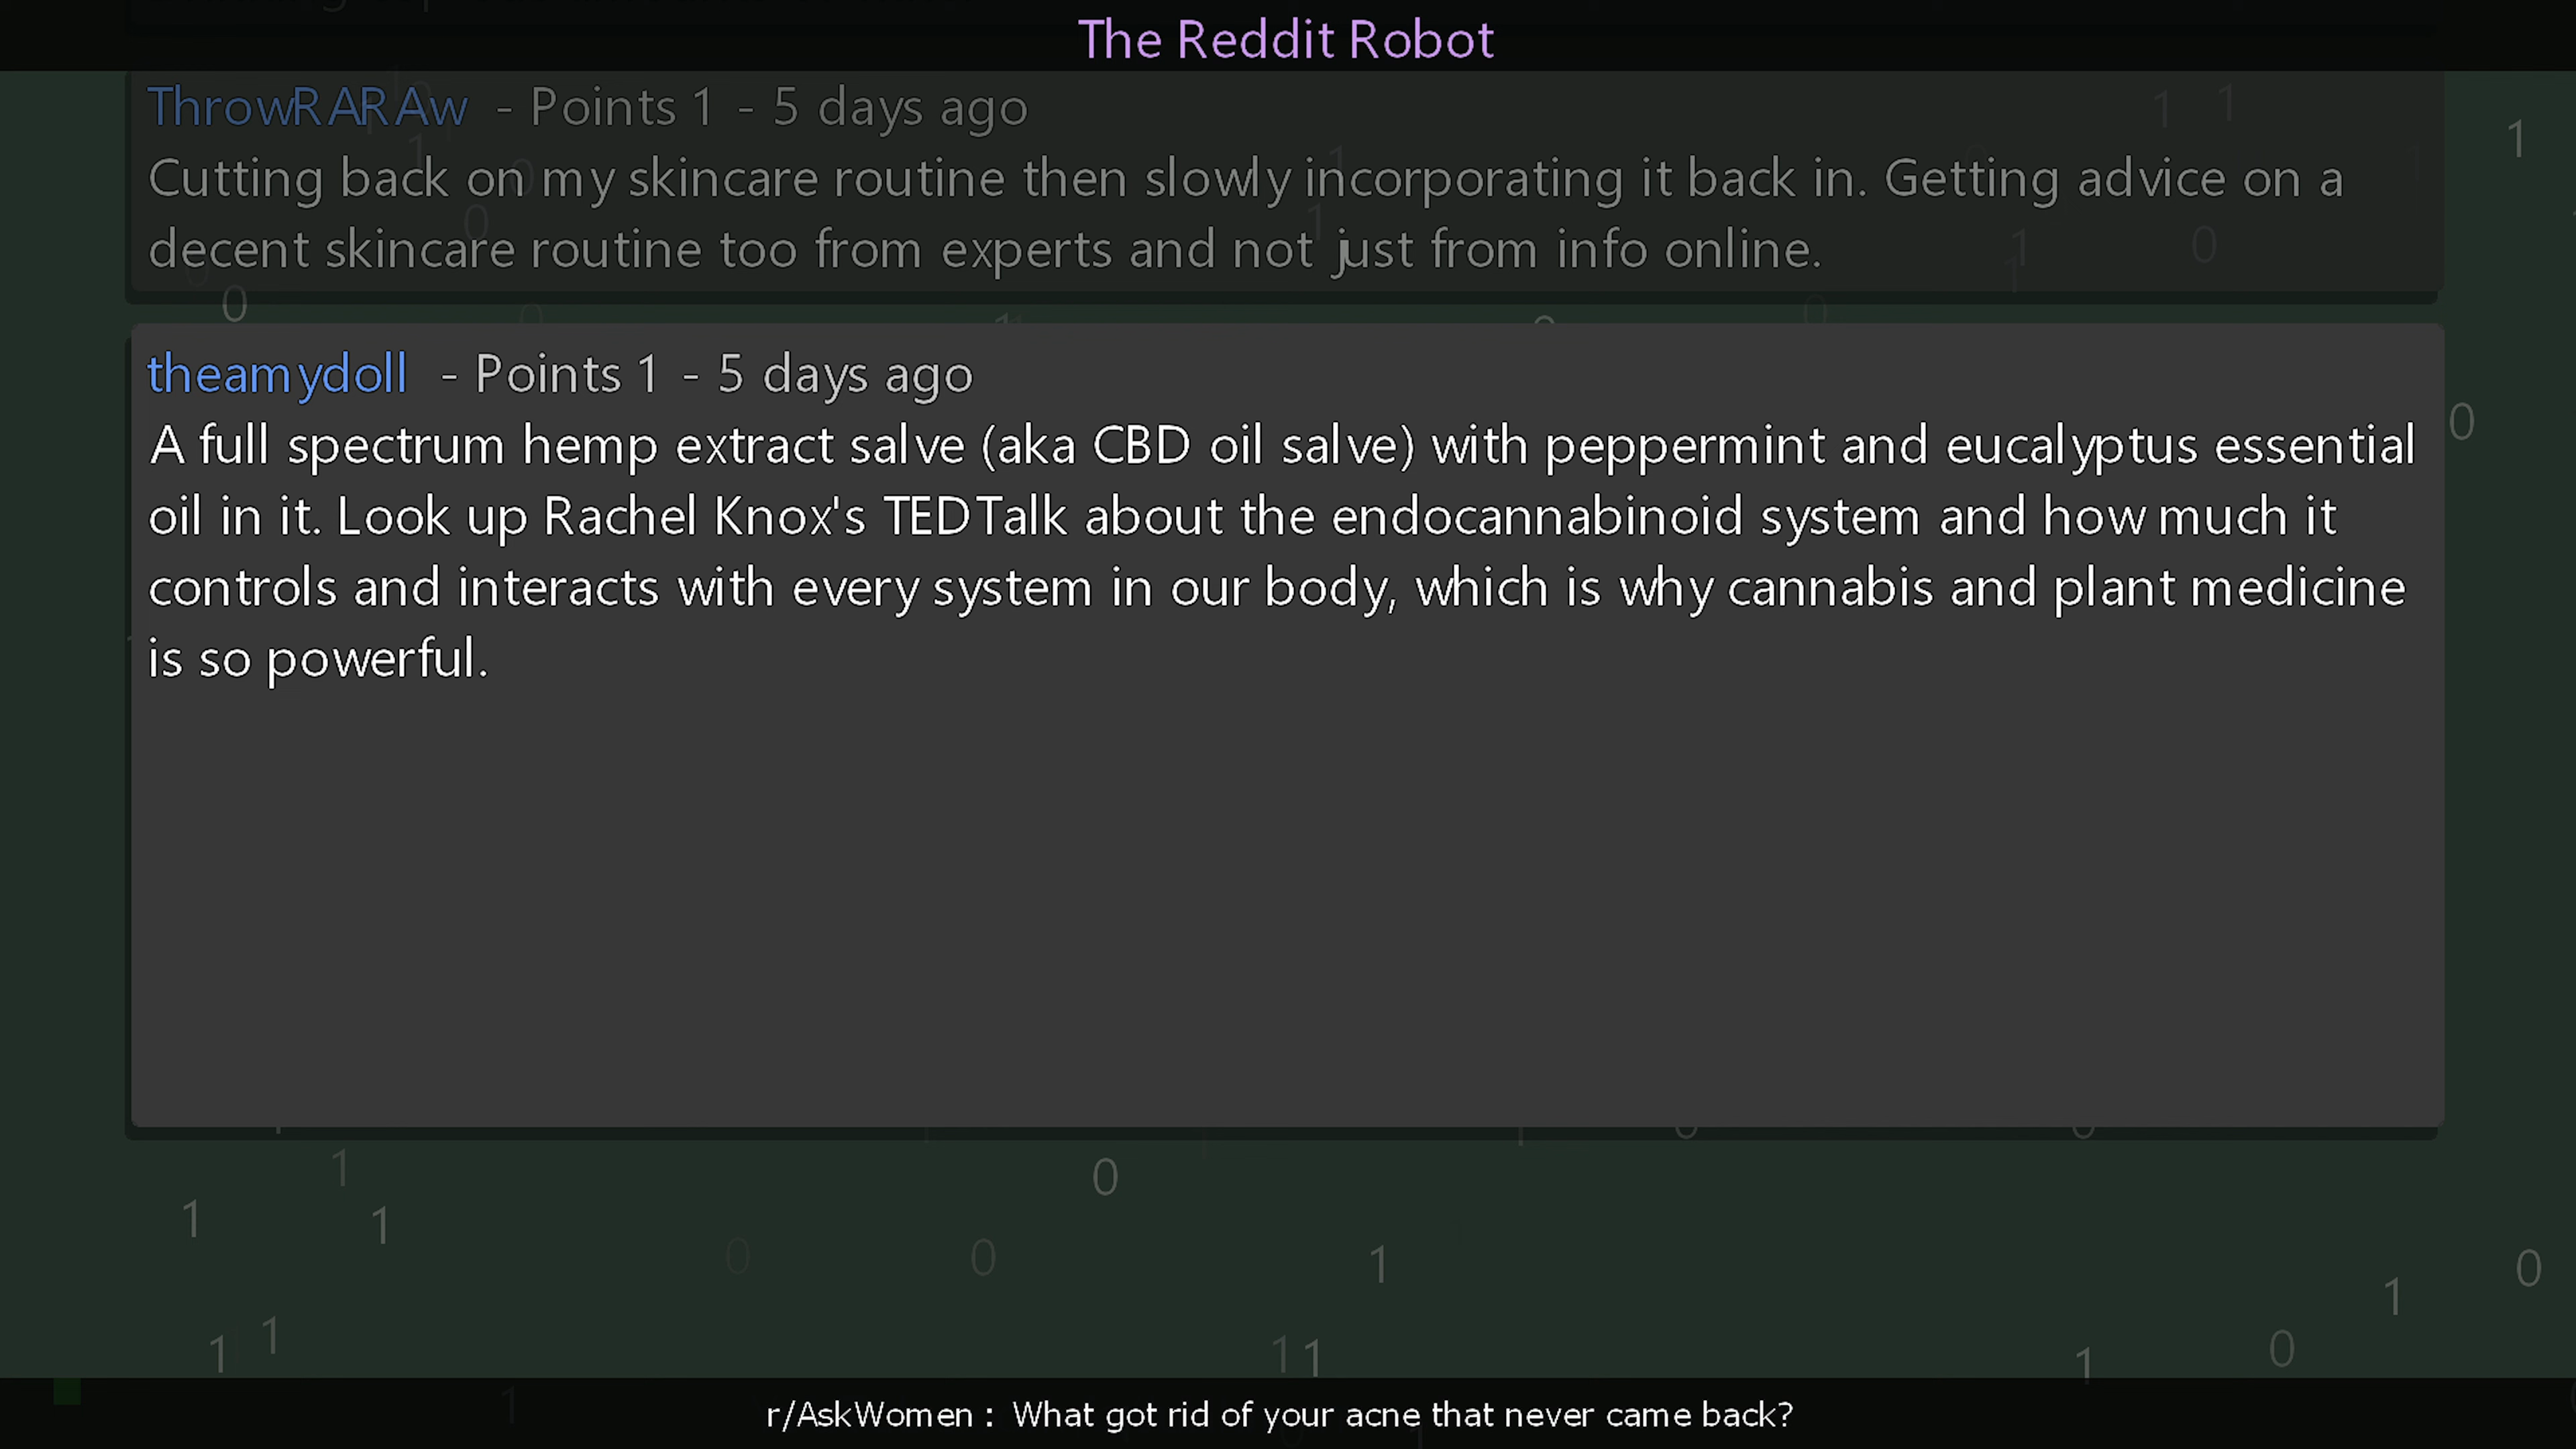 The Reddit Robot
ThrowRARAw - Points 1 - 5 days ago
Cutting back on my skincare routine then slowly incorporating it back in. Getting advice on a
decent skincare routine too from experts and not just from info online.
theamydoll - Points 1 - 5 days ago
A full spectrum hemp extract salve (aka CBD oil salve) with peppermint and eucalyptus essential
oil in it. Look up Rachel Knox's TEDTalk about the endocannabinoid system and how much it
controls and interacts with every system in our body, which is why cannabis and plant medicine
is so powerful.
r/AskWomen : What got rid of your acne that never came back?